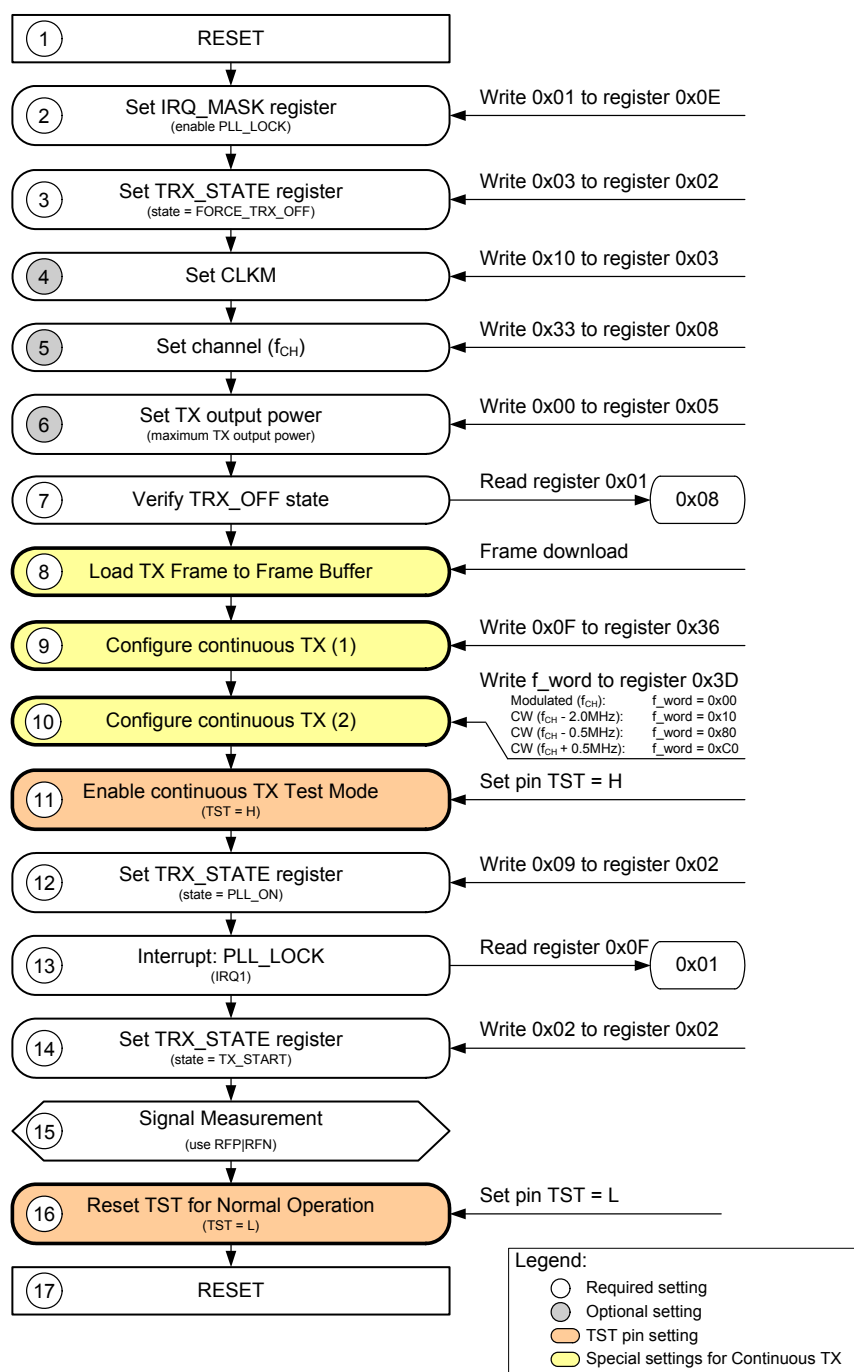 1 RESET
2 Set IRQ_MASK register
(enable PLL_LOCK)
Write 0x01 to register 0x0E
3 Set TRX_STATE register
(state = FORCE_TRX_OFF)
Write 0x03 to register 0x02
4 Set CLKM
Write 0x10 to register 0x03
5 Set channel (fCH)
Write 0x33 to register 0x08
6 Set TX output power
(maximum TX output power)
Write 0x00 to register 0x05
7 Verify TRX_OFF state
Read register 0x01
0x08
8 Load TX Frame to Frame Buffer
Frame download
9 Configure continuous TX (1)
Write 0x0F to register 0x36
10 Configure continuous TX (2)
Write f_word to register 0x3D
Modulated (fCH): f_word = 0x00
CW (fCH - 2.0MHz): f_word = 0x10
CW (fCH - 0.5MHz): f_word = 0x80
CW (fCH + 0.5MHz): f_word = 0xC0
11 Enable continuous TX Test Mode
(TST = H)
Set pin TST = H
12 Set TRX_STATE register
(state = PLL_ON)
Write 0x09 to register 0x02
13 Interrupt: PLL_LOCK
(IRQ1)
Read register 0x0F
0x01
14 Set TRX_STATE register
(state = TX_START)
Write 0x02 to register 0x02
15 Signal Measurement
(use RFP|RFN)
16 Reset TST for Normal Operation
(TST = L)
Set pin TST = L
17 RESET
Legend:
Required setting
Optional setting
TST pin setting
Special settings for Continuous TX